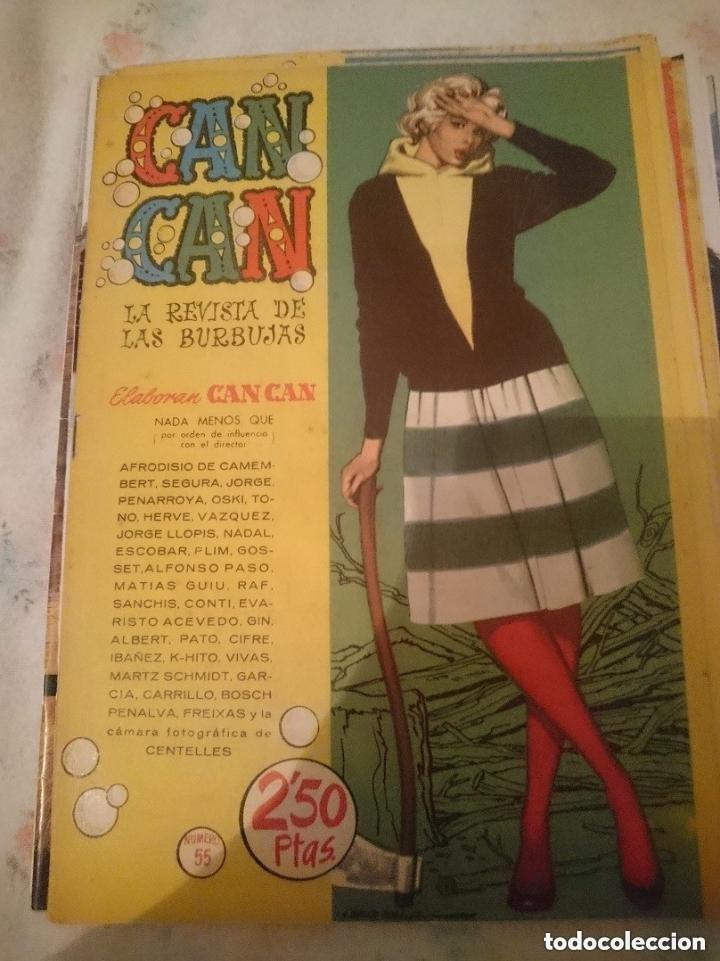 CAN
CAN
LA REVISTA DE
LAS BURBUJAS
Elaboran CAN CAN
NADA MENOS QUE
( por orden de influencia )
con el director
AFRODISIO DE CAMEM-
BERT, SEGURA, JORGE,
PENARROYA, OSKI, TO-
NO, HERVE, VAZQUEZ,
JORGE LLOPIS, NADAL,
ESCOBAR, PLIM, GOS-
SET, ALFONSO PASO,
MATIAS GUIU, RAF,
SANCHIS, CONTI, EVA-
RISTO ACEVEDO, GIN,
ALBERT, PATO, CIFRE,
IBAÑEZ, K-HITO, VIVAS,
MARTZ SCHMIDT, GAR-
CIA, CARRILLO, BOSCH
PENALVA, FREIXAS y la
cámara fotográfica de
CENTELLES
2'50
Ptas.
NUMERO
55
todocoleccion
todocoleccion.net